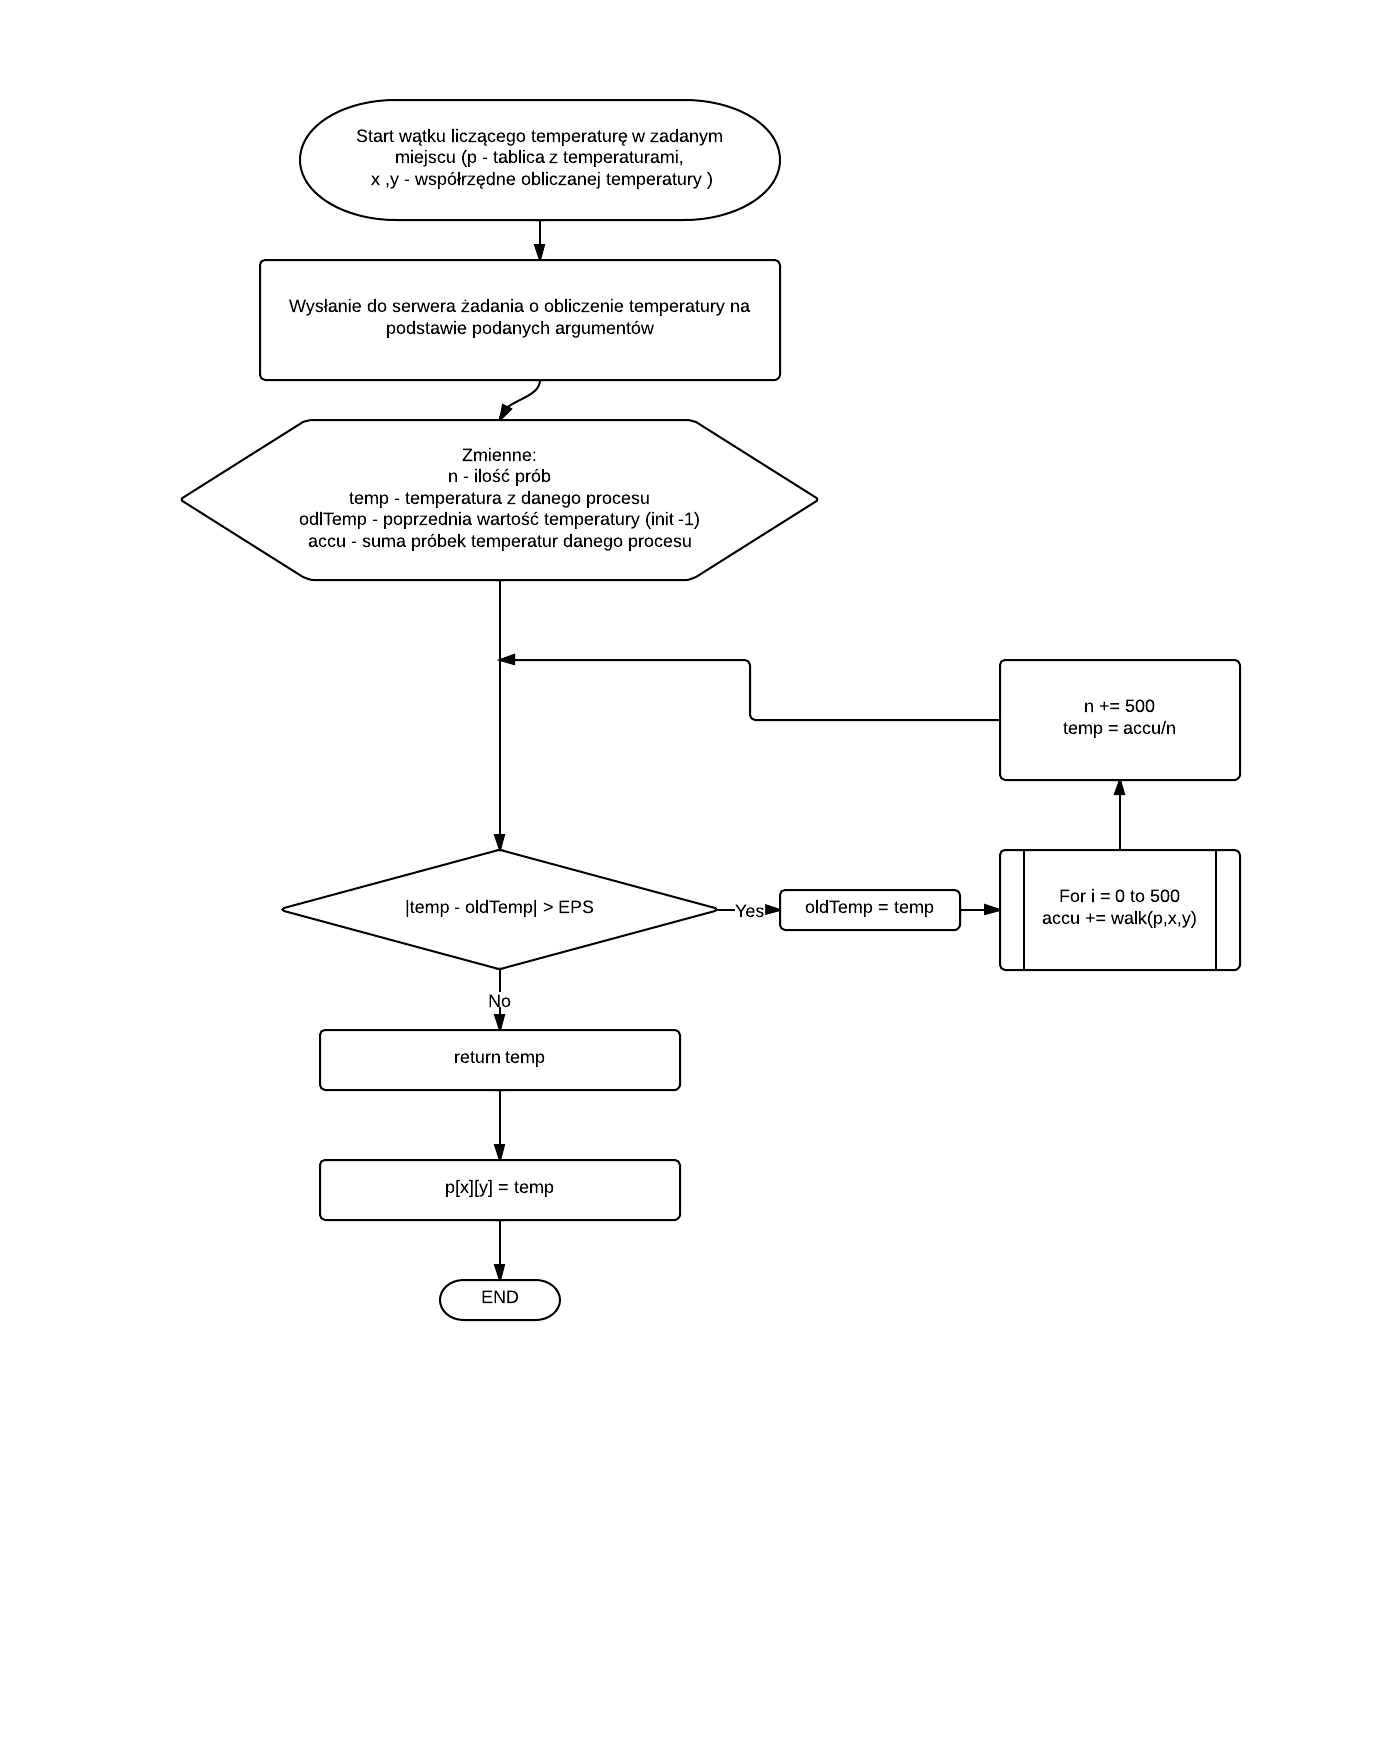 Start wątku liczącego temperaturę w zadanym
miejscu (p - tablica z temperaturami,
x ,y - współrzędne obliczanej temperatury )
Wysłanie do serwera żadania o obliczenie temperatury na
podstawie podanych argumentów
Zmienne:
n - ilość prób
temp - temperatura z danego procesu
odlTemp - poprzednia wartość temperatury (init -1)
accu - suma próbek temperatur danego procesu
n += 500
temp = accu/n
|temp - oldTemp| > EPS
Yes
oldTemp = temp
For i = 0 to 500
accu += walk(p,x,y)
No
return temp
p[x][y] = temp
END